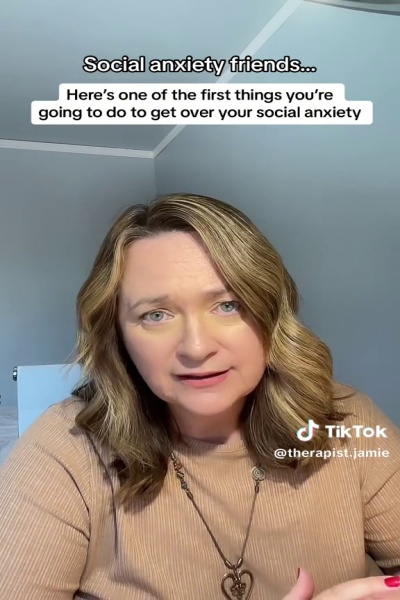 Social anxiety friends...
Here's one of the first things you're
going to do to get over your social anxiety
TikTok
@therapist.jamie